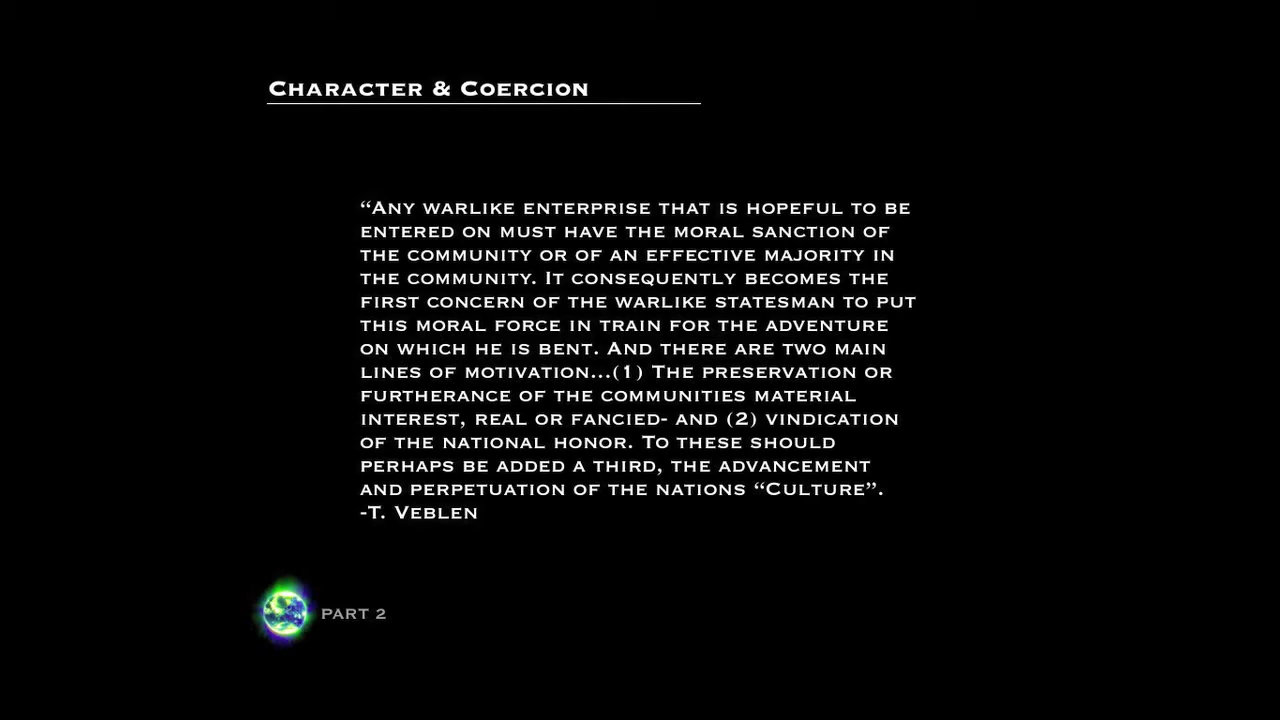 Character & Coercion
“Any warlike enterprise that is hopeful to be
entered on must have the moral sanction of
the community or of an effective majority in
the community. It consequently becomes the
first concern of the warlike statesman to put
this moral force in train for the adventure
on which he is bent. And there are two main
lines of motivation...(1) The preservation or
furtherance of the communities material
interest, real or fancied- and (2) vindication
of the national honor. To these should
perhaps be added a third, the advancement
and perpetuation of the nations “Culture”.
-T. Veblen
PART 2